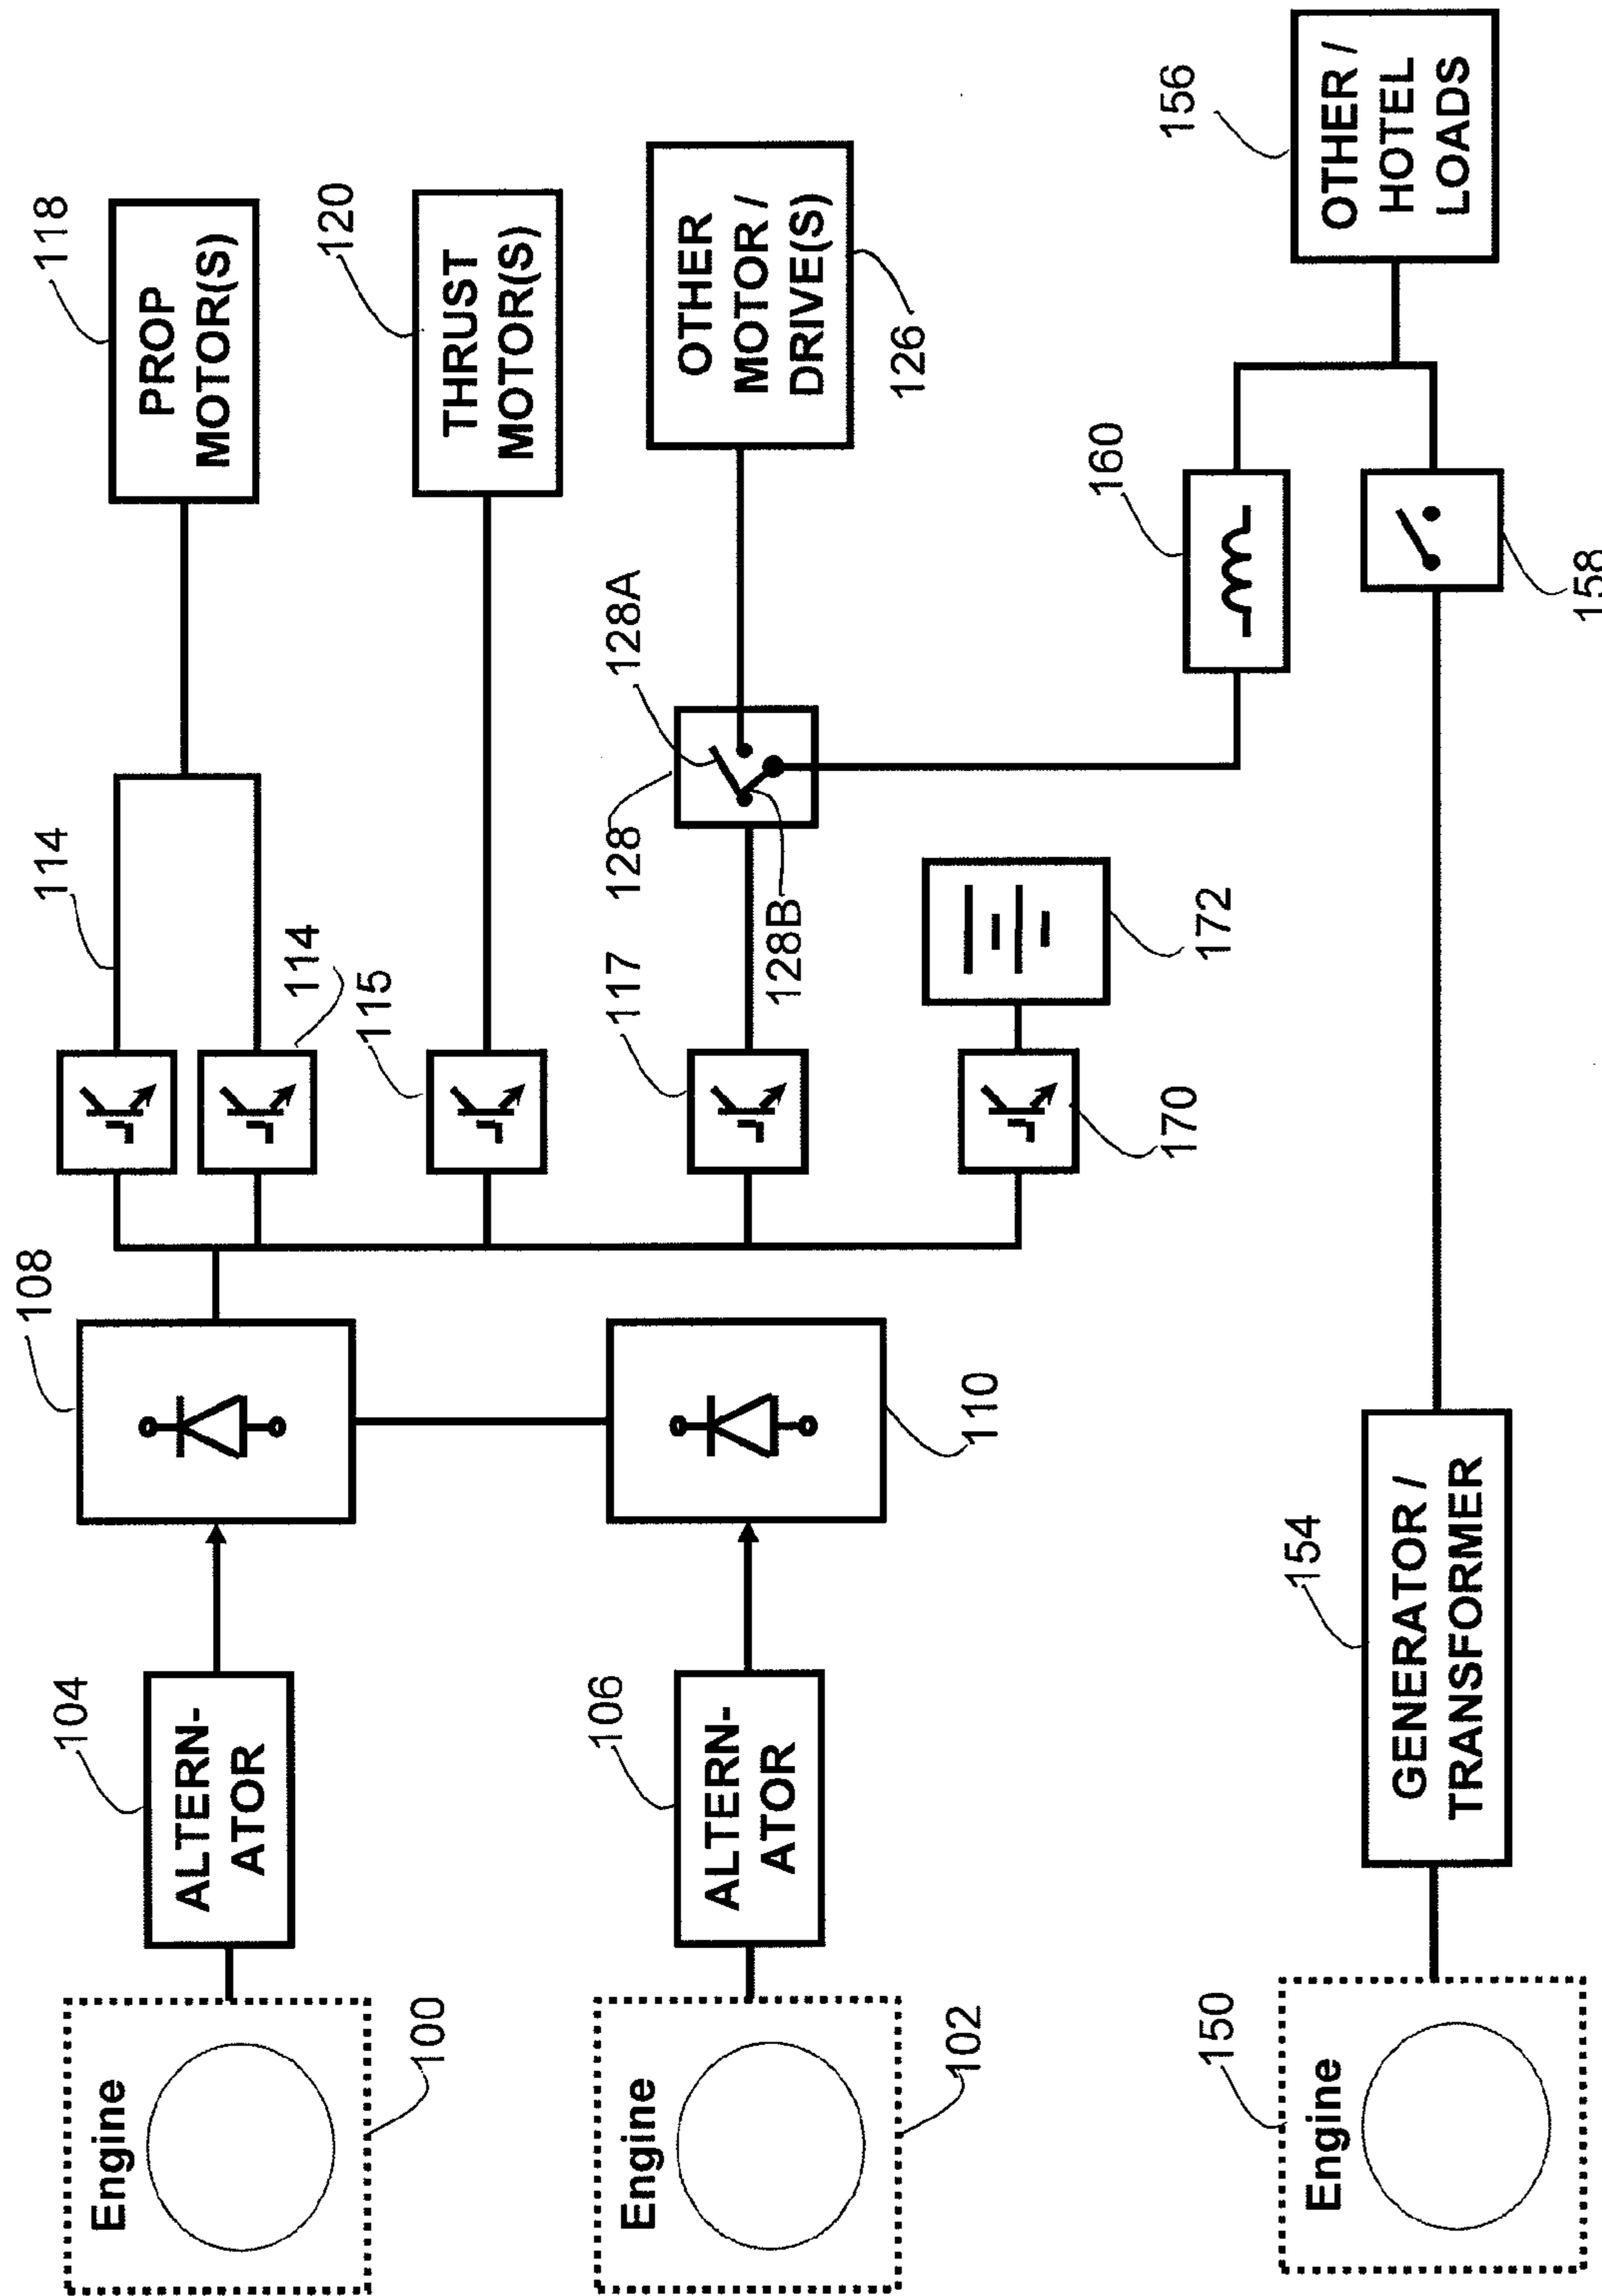 118
PROP
MOTOR(S)
114
114
108
104
ALTERN-
ATOR
Engine
100
120
THRUST
MOTOR(S)
115
OTHER
MOTOR /
DRIVE(S)
126
128A
128
128B
117
110
106
ALTERN-
ATOR
Engine
102
172
170
156
OTHER /
HOTEL
LOADS
160
158
154
GENERATOR /
TRANSFORMER
150
Engine